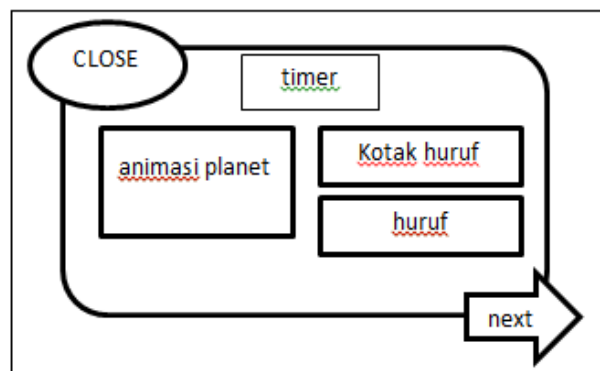 CLOSE
timer
animasi planet
Kotak huruf
huruf
next